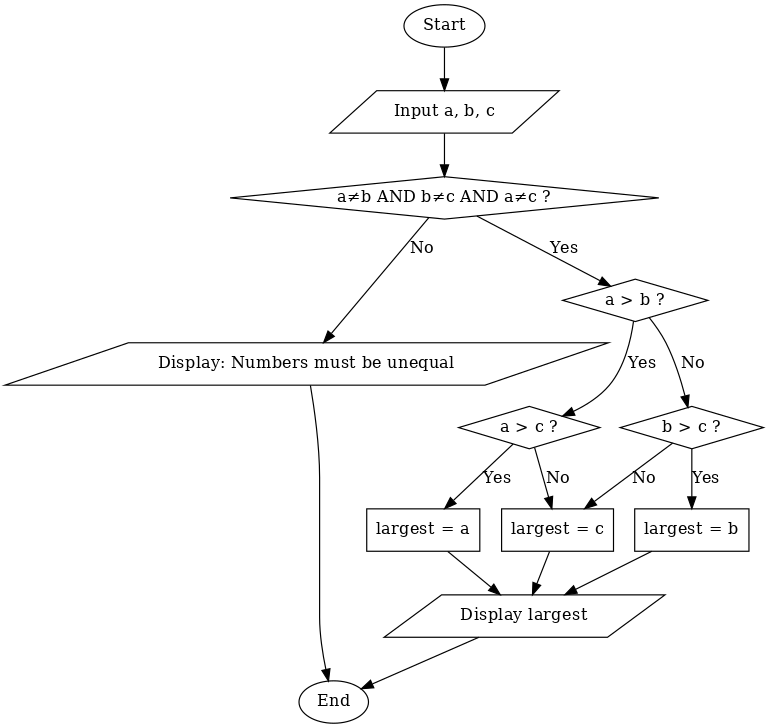 Start
Input a, b, c
a≠b AND b≠c AND a≠c ?
No
Yes
a > b ?
Display: Numbers must be unequal
Yes
No
a > c ?
b > c ?
Yes
No
No
Yes
largest = a
largest = c
largest = b
Display largest
End